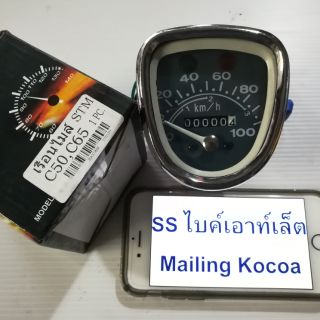 เรือนไมล์ STM
C50,C65 1 PC.
MODEL
20 40 60 80 100
km/h
000004
SS ไบค์เอาท์เล็ต
Mailing Kocoa